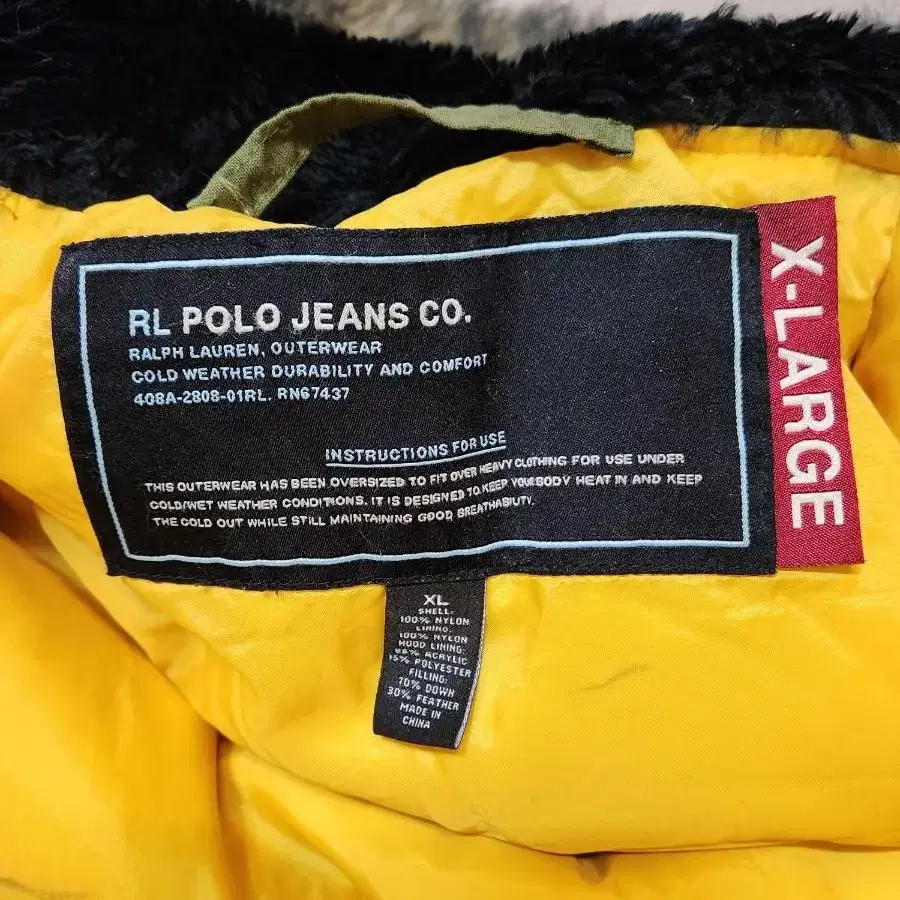 RL POLO JEANS CO.
RALPH LAUREN, OUTERWEAR
COLD WEATHER DURABILITY AND COMFORT
408A-2808-01RL. RN67437
INSTRUCTIONS FOR USE
THIS OUTERWEAR HAS BEEN OVERSIZED TO FIT OVER HEAVY CLOTHING FOR USE UNDER
COLD/WET WEATHER CONDITIONS. IT IS DESIGNED TO KEEP YOUR BODY HEAT IN AND KEEP
THE COLD OUT WHILE STILL MAINTAINING GOOD BREATHABILITY.
X-LARGE
XL
SHELL:
100% NYLON
LINING:
100% NYLON
HOOD LINING:
85% ACRYLIC
15% POLYESTER
FILLING:
70% DOWN
30% FEATHER
MADE IN
CHINA